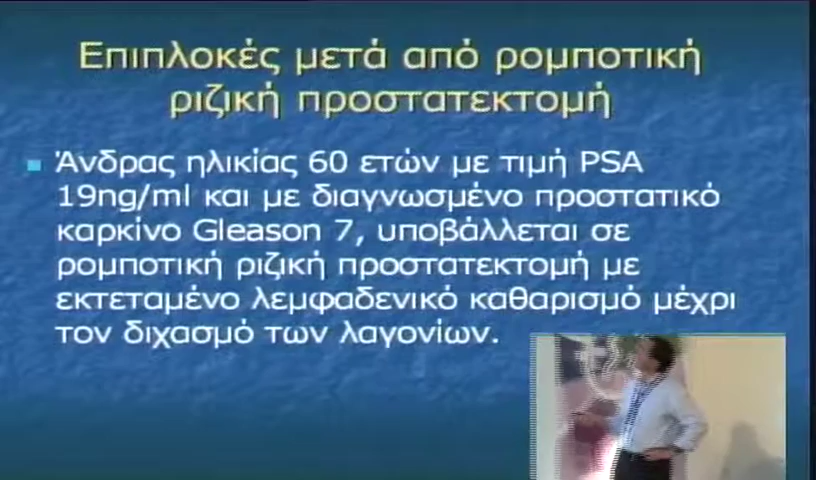 Επιπλοκές μετά από ρομποτική
ριζική προστατεκτομή
Άνδρας ηλικίας 60 ετών με τιμή PSA
19ng/ml και με διαγνωσμένο προστατικό
καρκίνο Gleason 7, υποβάλλεται σε
ρομποτική ριζική προστατεκτομή με
εκτεταμένο λεμφαδενικό καθαρισμό μέχρι
τον διχασμό των λαγονίων.